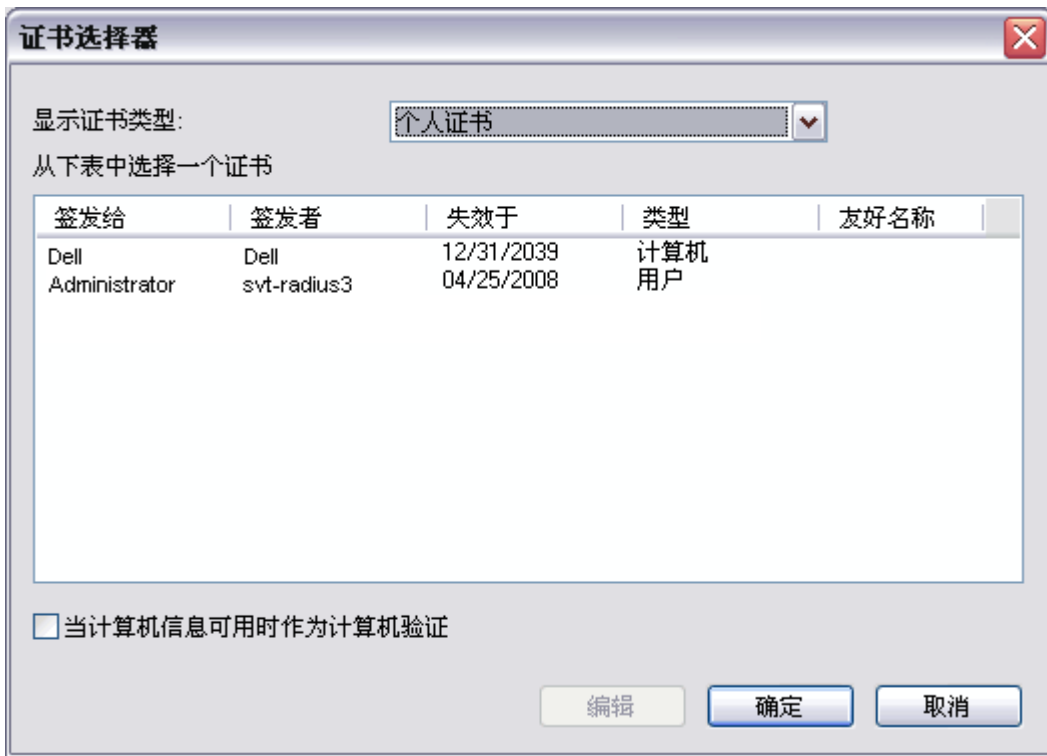 证书选择器
显示证书类型: 个人证书
从下表中选择一个证书
签发给 签发者 失效于 类型 友好名称
Dell Dell 12/31/2039 计算机
Administrator svt-radius3 04/25/2008 用户
当计算机信息可用时作为计算机验证
编辑 确定 取消